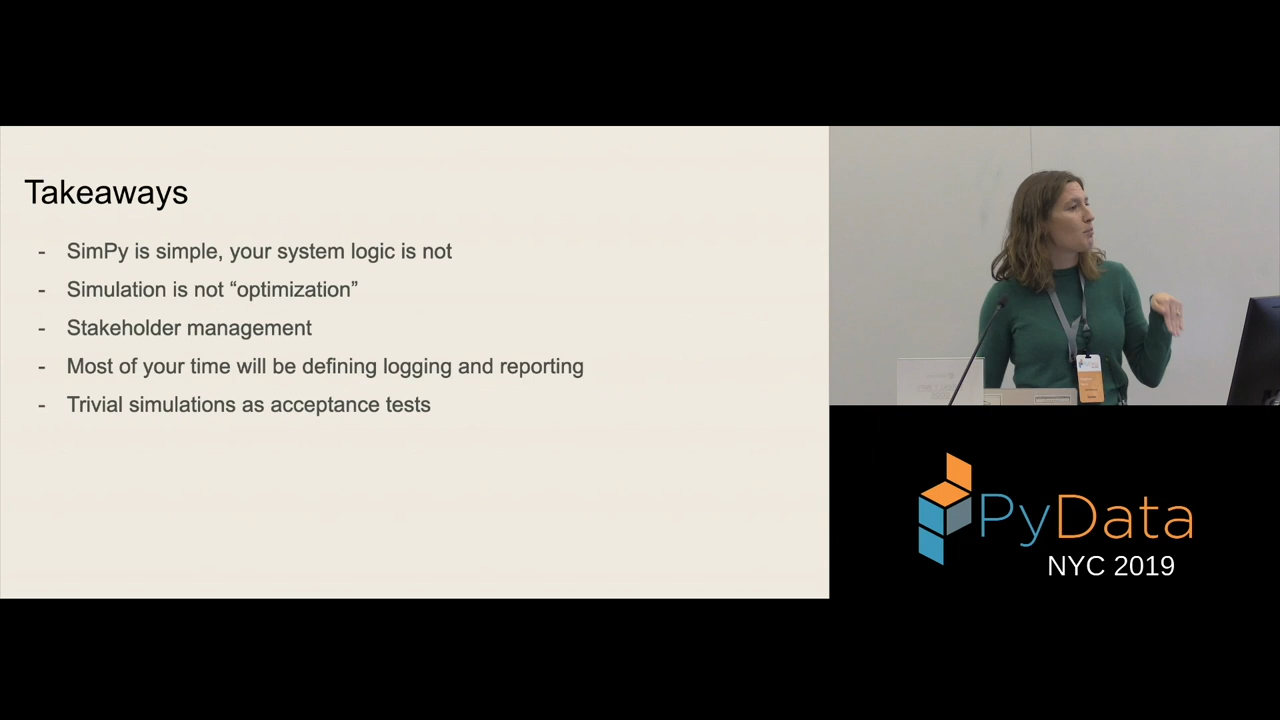 Takeaways
- SimPy is simple, your system logic is not
- Simulation is not “optimization”
- Stakeholder management
- Most of your time will be defining logging and reporting
- Trivial simulations as acceptance tests
PyData
NYC 2019